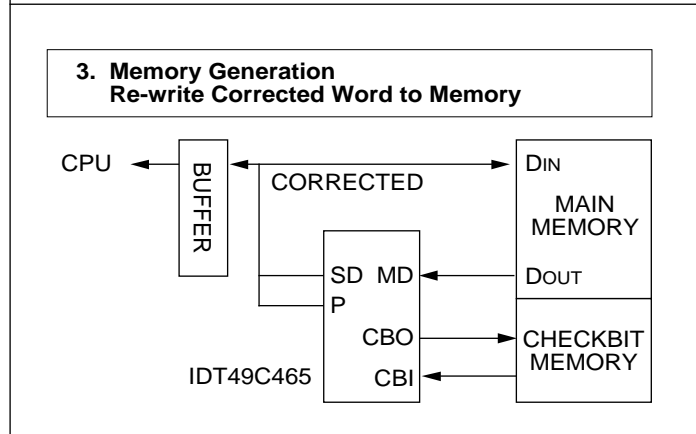 3. Memory Generation
Re-write Corrected Word to Memory
CPU
BUFFER
CORRECTED
DIN
MAIN
MEMORY
SD MD
DOUT
P
CBO
CHECKBIT
MEMORY
IDT49C465
CBI